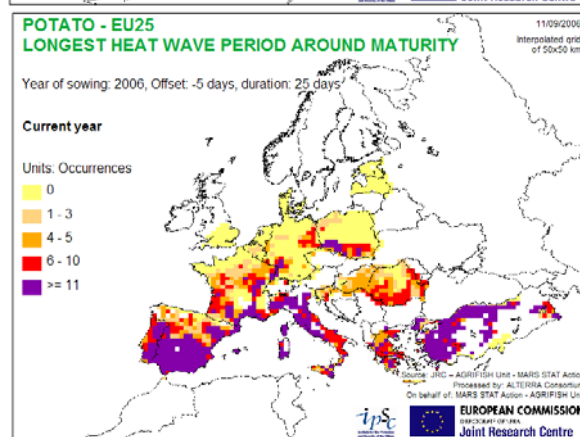 POTATO - EU25
11/09/2006
LONGEST HEAT WAVE PERIOD AROUND MATURITY
Interpolated grid
of 50x50 km
Year of sowing: 2006, Offset: -5 days, duration: 25 days
Current year
Units: Occurrences
0
1 - 3
4 - 5
6 - 10
>= 11
Source: JRC – AGRIFISH Unit - MARS STAT Action
Processed by: ALTERRA Consortium
On behalf of: MARS STAT Action - AGRIFISH Unit
ipsc
EUROPEAN COMMISSION
Joint Research Centre